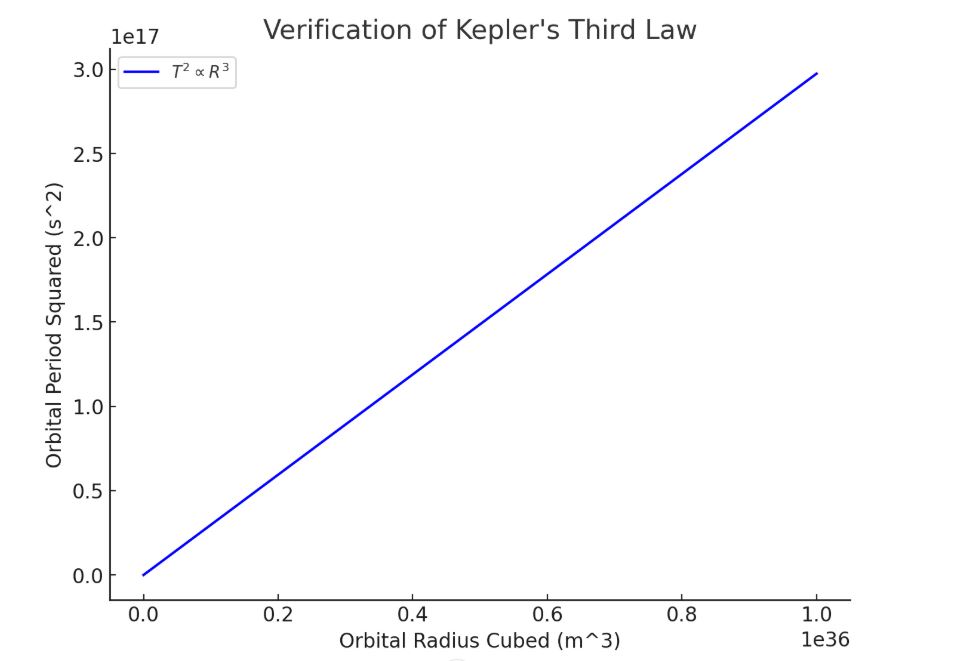 Verification of Kepler's Third Law
1e17
T² ∝ R³
3.0
2.5
2.0
1.5
1.0
0.5
0.0
Orbital Period Squared (s^2)
0.0 0.2 0.4 0.6 0.8 1.0
Orbital Radius Cubed (m^3)
1e36